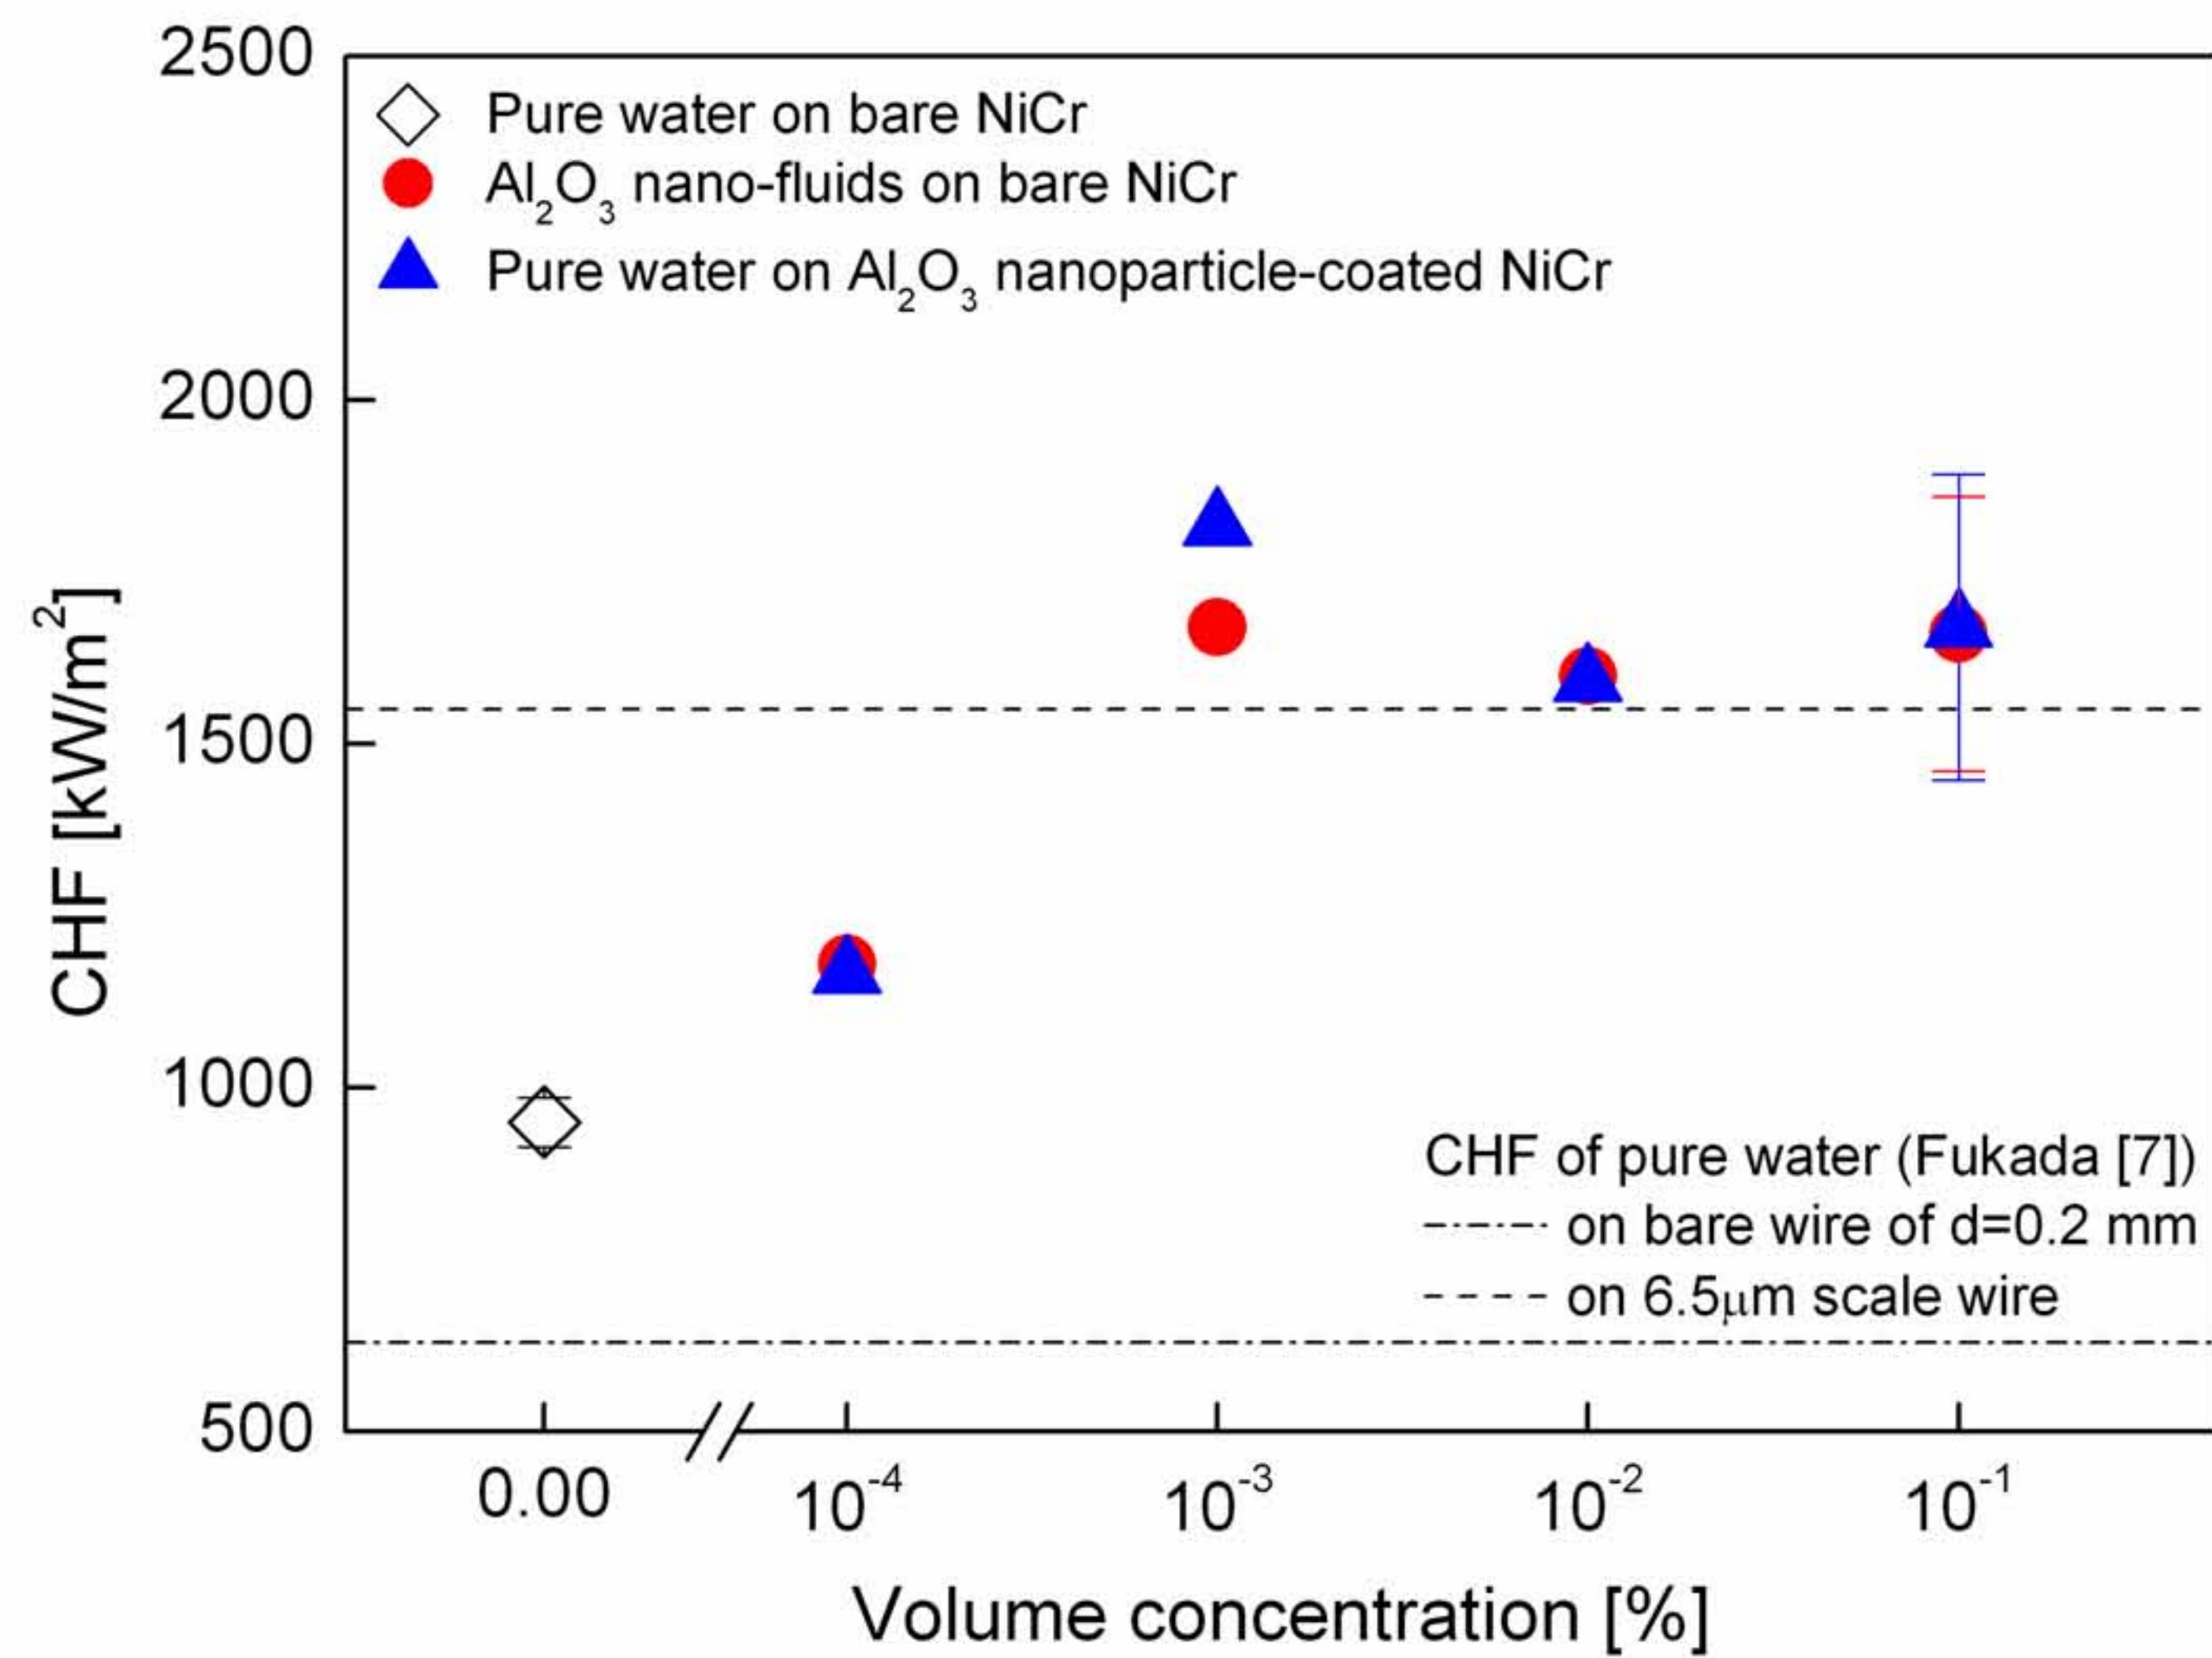 2500
Pure water on bare NiCr
Al₂O₃ nano-fluids on bare NiCr
Pure water on Al₂O₃ nanoparticle-coated NiCr
2000
1500
1000
500
CHF [kW/m²]
CHF of pure water (Fukada [7])
on bare wire of d=0.2 mm
on 6.5μm scale wire
0.00 10⁻⁴ 10⁻³ 10⁻² 10⁻¹
Volume concentration [%]